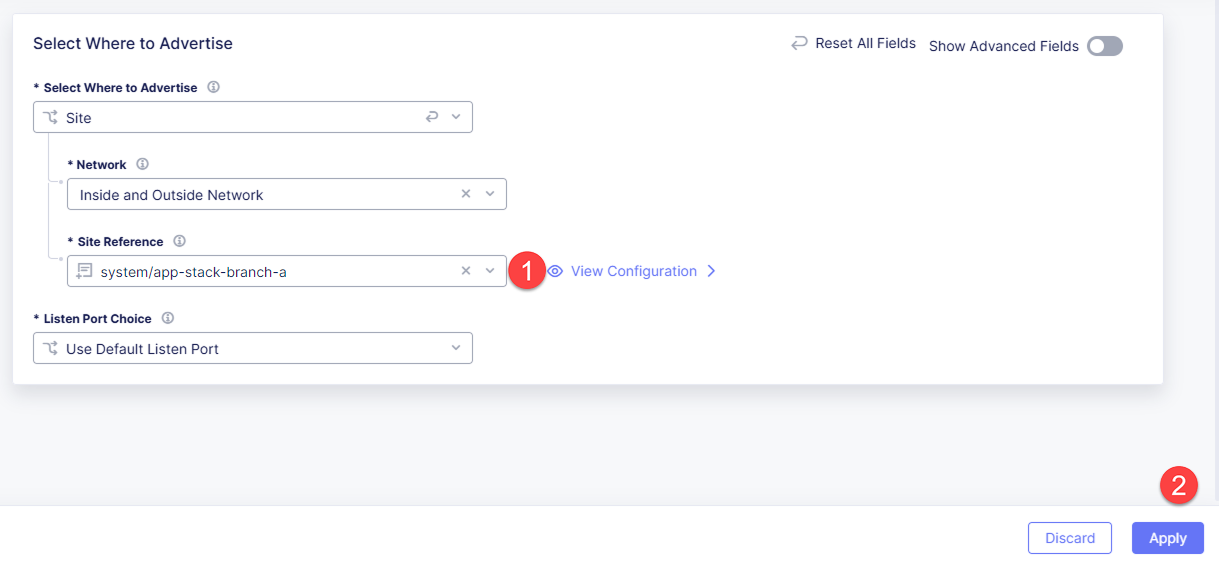 Select Where to Advertise
Reset All Fields
Show Advanced Fields
* Select Where to Advertise
Site
* Network
Inside and Outside Network
* Site Reference
system/app-stack-branch-a
1
View Configuration
* Listen Port Choice
Use Default Listen Port
2
Discard
Apply